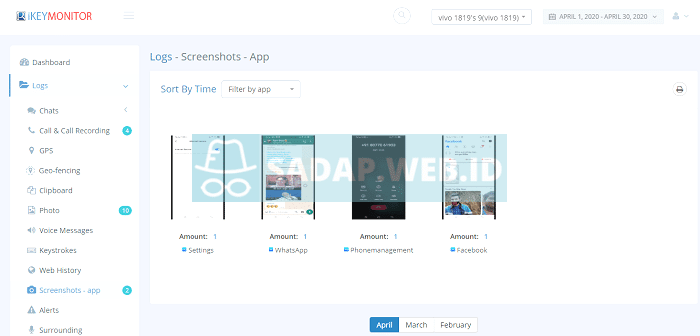 iKEYMONITOR
vivo 1819's 9(vivo 1819)
APRIL 1, 2020 - APRIL 30, 2020
Dashboard
Logs
Chats
Call & Call Recording 4
GPS
Geo-fencing
Clipboard
Photo 10
Voice Messages
Keystrokes
Web History
Screenshots - app 2
Alerts
Surrounding
Logs - Screenshots - App
Sort By Time
Filter by app
SADAP WEB.ID
Amount: 1
Settings
Amount: 1
WhatsApp
Amount: 1
Phonemanagement
Amount: 1
Facebook
April
March
February